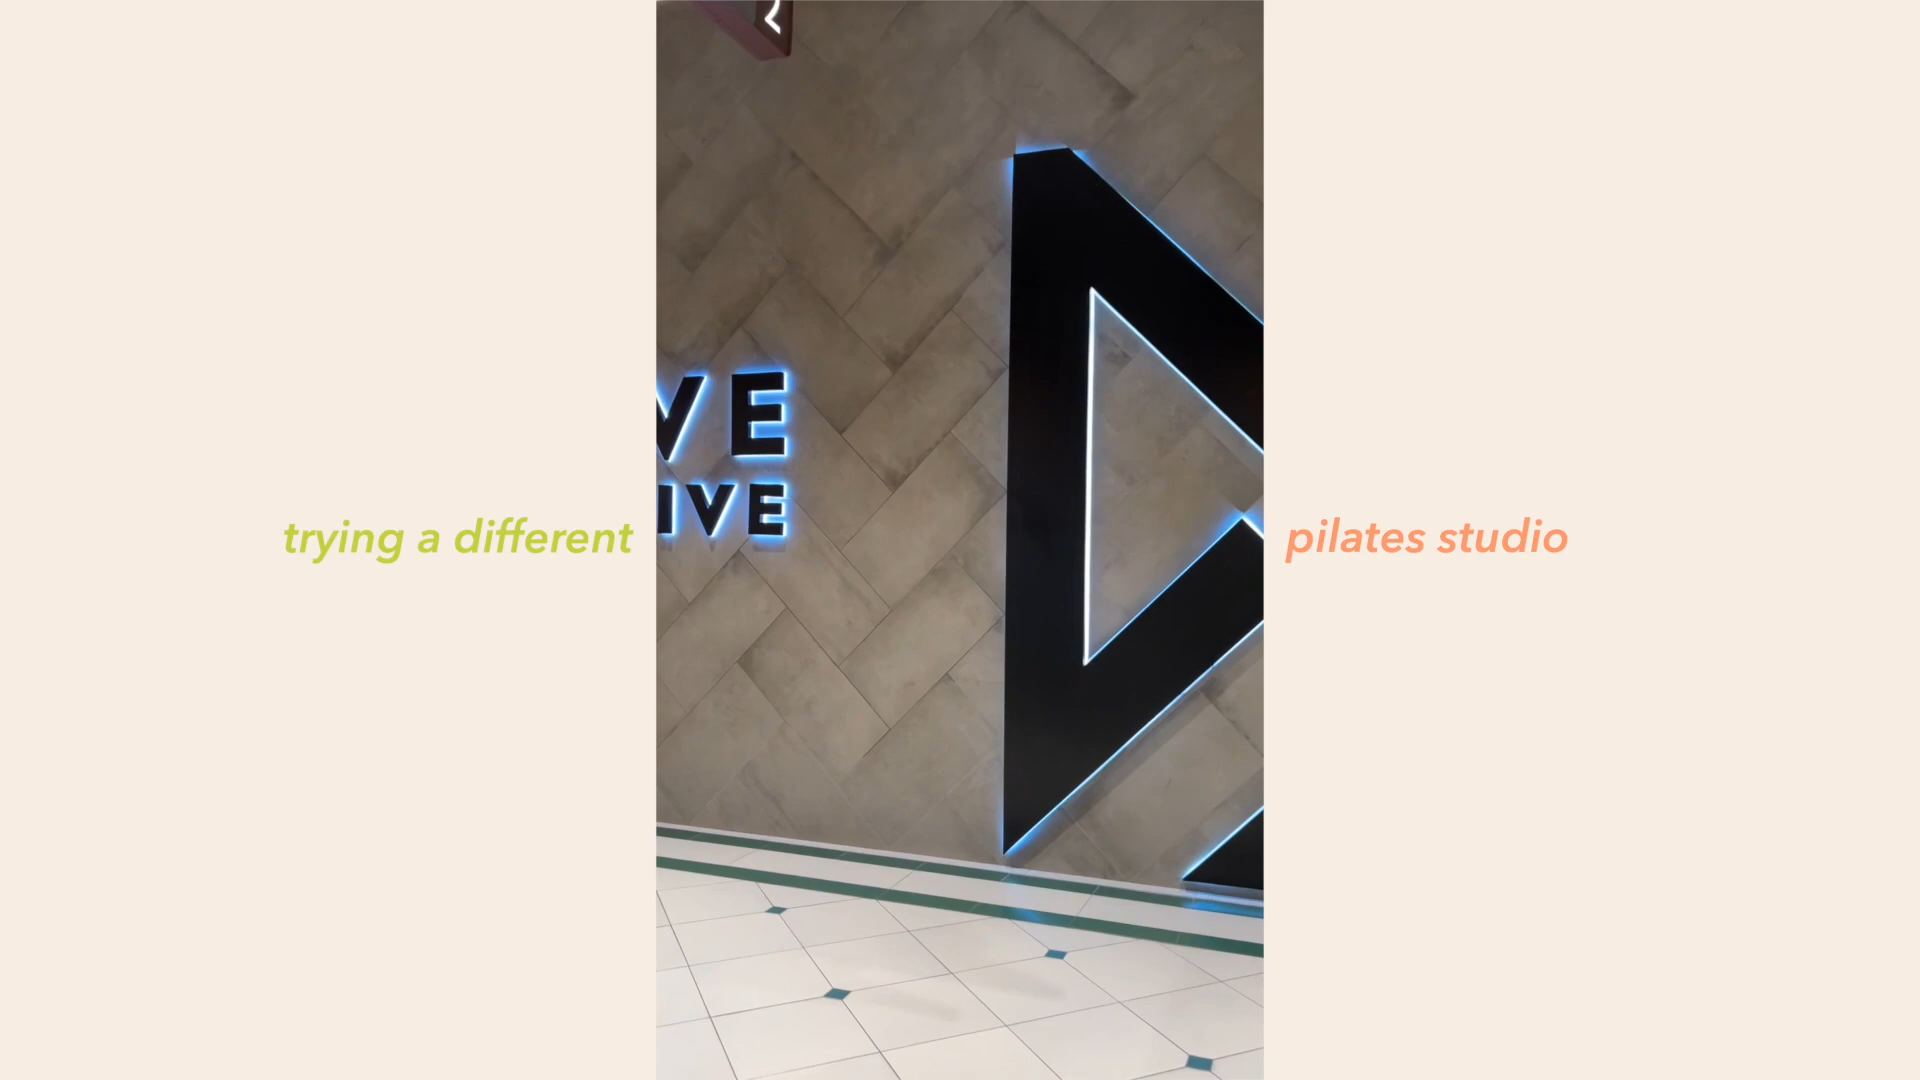 trying a different
pilates studio
VE
IVE